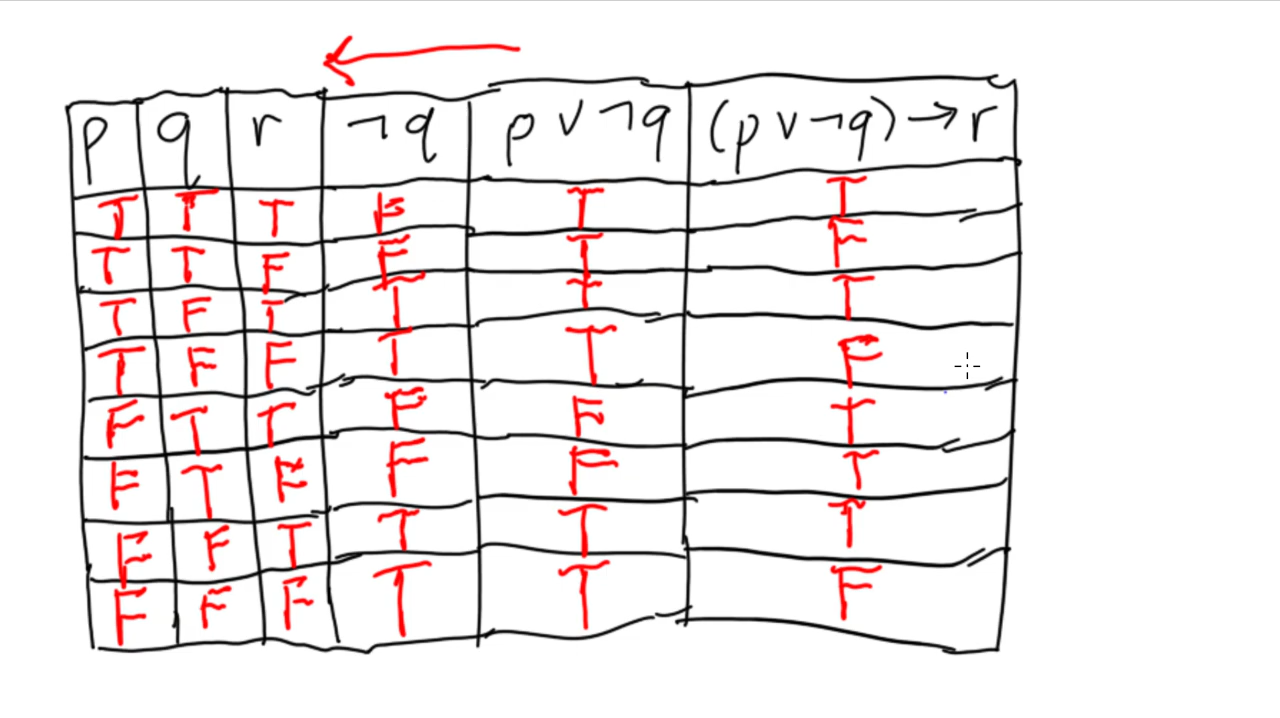 p q r ¬q p ∨ ¬q (p ∨ ¬q) → r
T T T F T T
T T F F T F
T F T T T T
T F F T T F
F T T F F T
F T F F F T
F F T T T T
F F F T T F